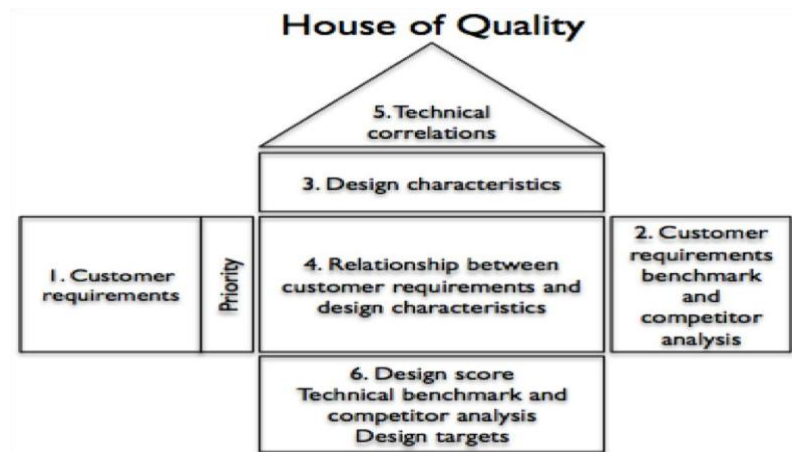 House of Quality
5. Technical
correlations
3. Design characteristics
1. Customer
requirements
Priority
4. Relationship between
customer requirements and
design characteristics
2. Customer
requirements
benchmark
and
competitor
analysis
6. Design score
Technical benchmark and
competitor analysis
Design targets